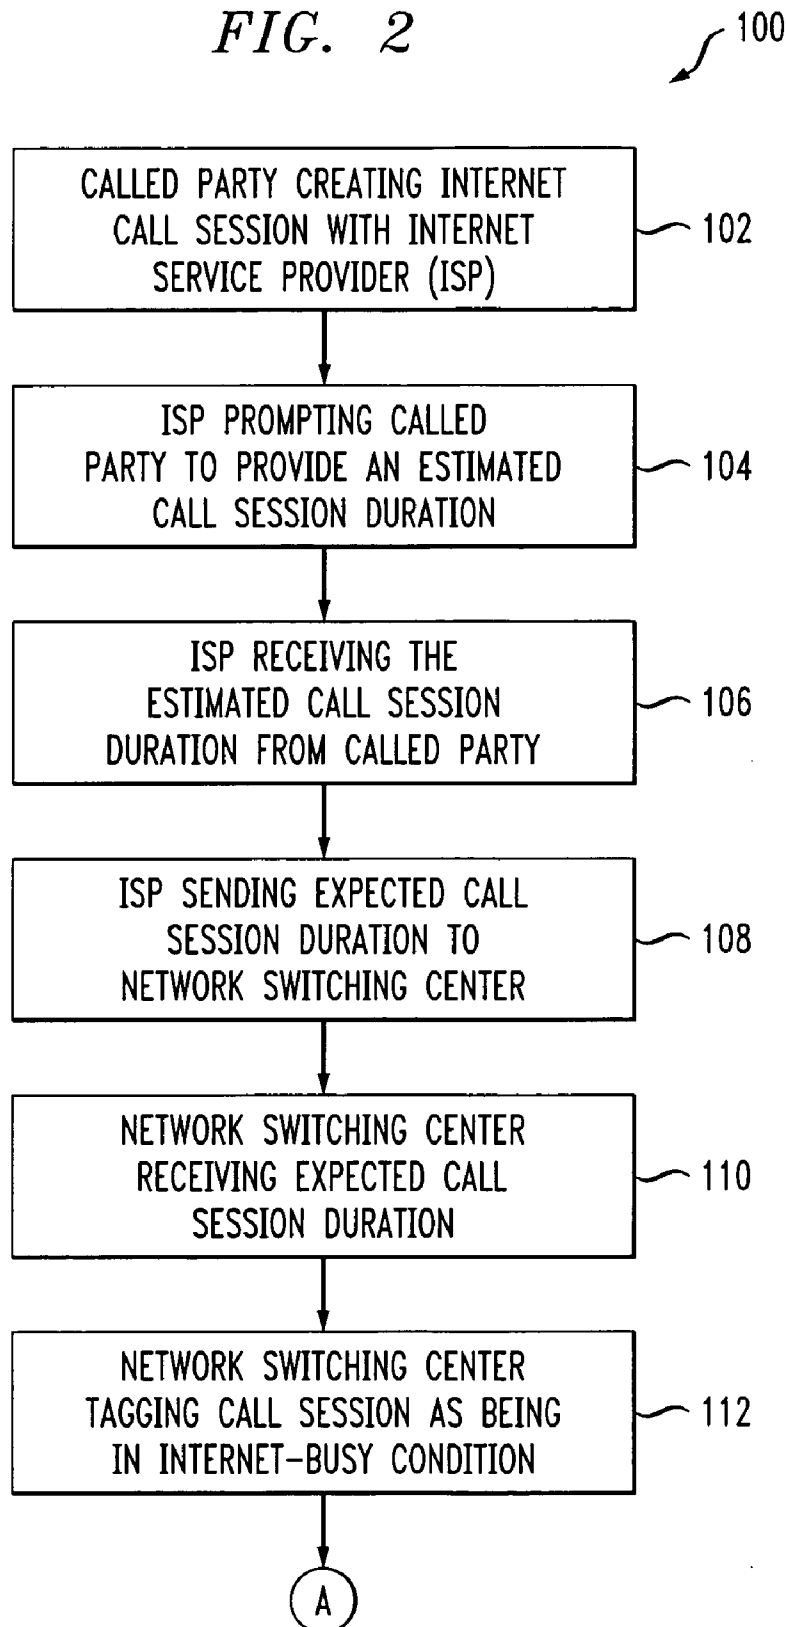 FIG. 2
100
CALLED PARTY CREATING INTERNET
CALL SESSION WITH INTERNET
SERVICE PROVIDER (ISP)
102
ISP PROMPTING CALLED
PARTY TO PROVIDE AN ESTIMATED
CALL SESSION DURATION
104
ISP RECEIVING THE
ESTIMATED CALL SESSION
DURATION FROM CALLED PARTY
106
ISP SENDING EXPECTED CALL
SESSION DURATION TO
NETWORK SWITCHING CENTER
108
NETWORK SWITCHING CENTER
RECEIVING EXPECTED CALL
SESSION DURATION
110
NETWORK SWITCHING CENTER
TAGGING CALL SESSION AS BEING
IN INTERNET-BUSY CONDITION
112
A